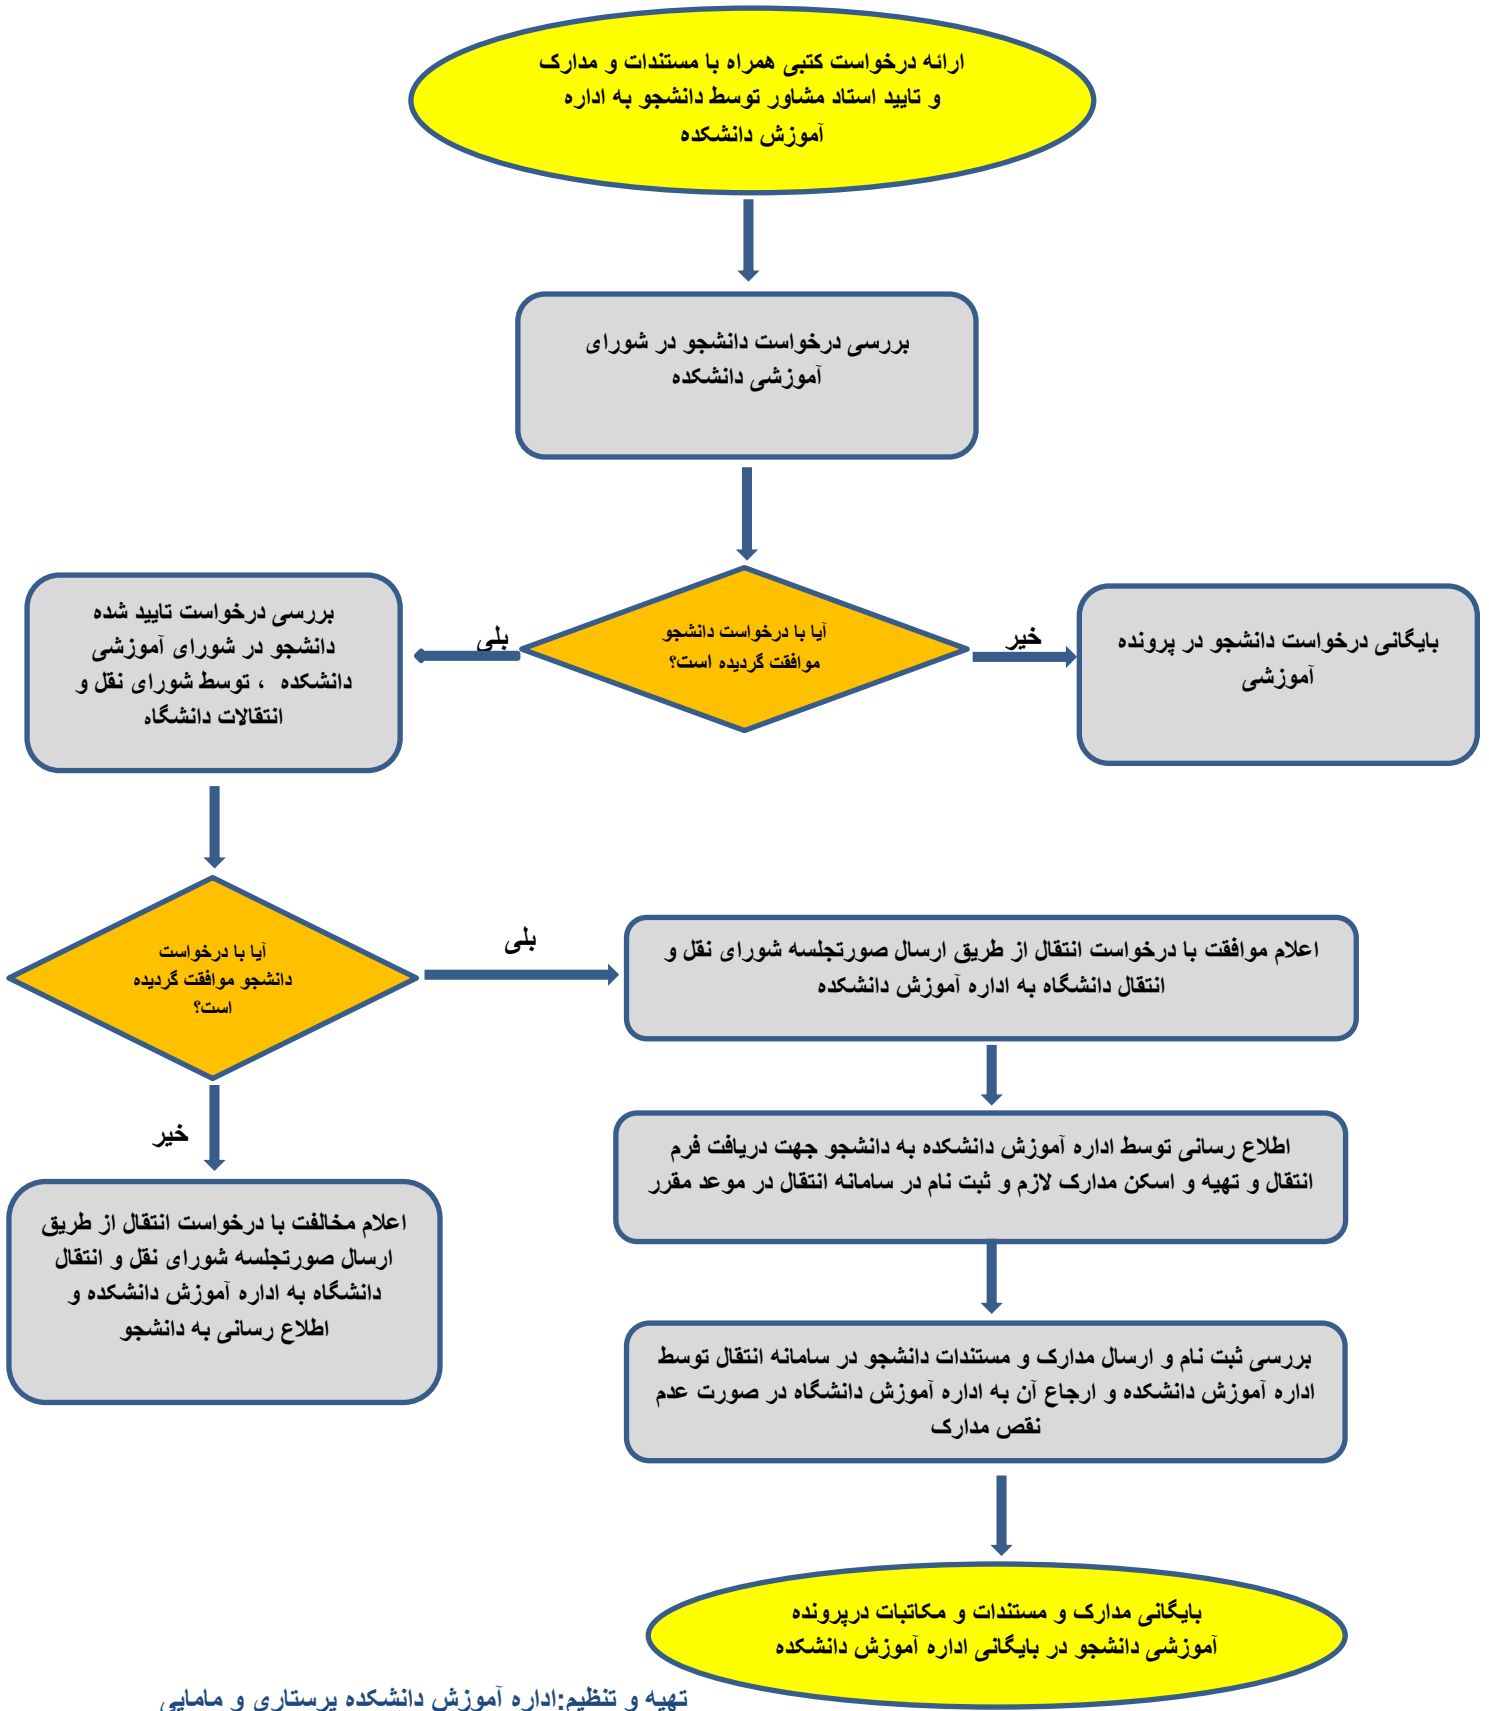 ارائه درخواست کتبی همراه با مستندات و مدارک
و تایید استاد مشاور توسط دانشجو به اداره
آموزش دانشکده
بررسی درخواست دانشجو در شورای
آموزشی دانشکده
آیا با درخواست دانشجو
موافقت گردیده است؟
خیر
بایگانی درخواست دانشجو در پرونده
آموزشی
بلی
بررسی درخواست تایید شده
دانشجو در شورای آموزشی
دانشکده ، توسط شورای نقل و
انتقالات دانشگاه
آیا با درخواست
دانشجو موافقت گردیده
است؟
بلی
اعلام موافقت با درخواست انتقال از طریق ارسال صورتجلسه شورای نقل و
انتقال دانشگاه به اداره آموزش دانشکده
اطلاع رسانی توسط اداره آموزش دانشکده به دانشجو جهت دریافت فرم
انتقال و تهیه و اسکن مدارک لازم و ثبت نام در سامانه انتقال در موعد مقرر
خیر
اعلام مخالفت با درخواست انتقال از طریق
ارسال صورتجلسه شورای نقل و انتقال
دانشگاه به اداره آموزش دانشکده و
اطلاع رسانی به دانشجو
بررسی ثبت نام و ارسال مدارک و مستندات دانشجو در سامانه انتقال توسط
اداره آموزش دانشکده و ارجاع آن به اداره آموزش دانشگاه در صورت عدم
نقص مدارک
بایگانی مدارک و مستندات و مکاتبات درپرونده
آموزشی دانشجو در بایگانی اداره آموزش دانشکده
تهیه و تنظیم:اداره آموزش دانشکده پرستاری و مامایی